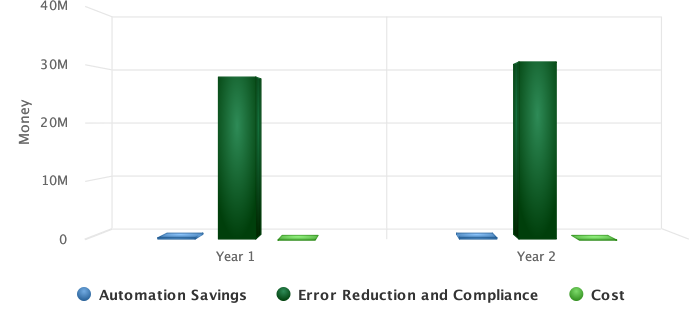 40M
30M
20M
10M
0
Money
Year 1
Year 2
Automation Savings
Error Reduction and Compliance
Cost